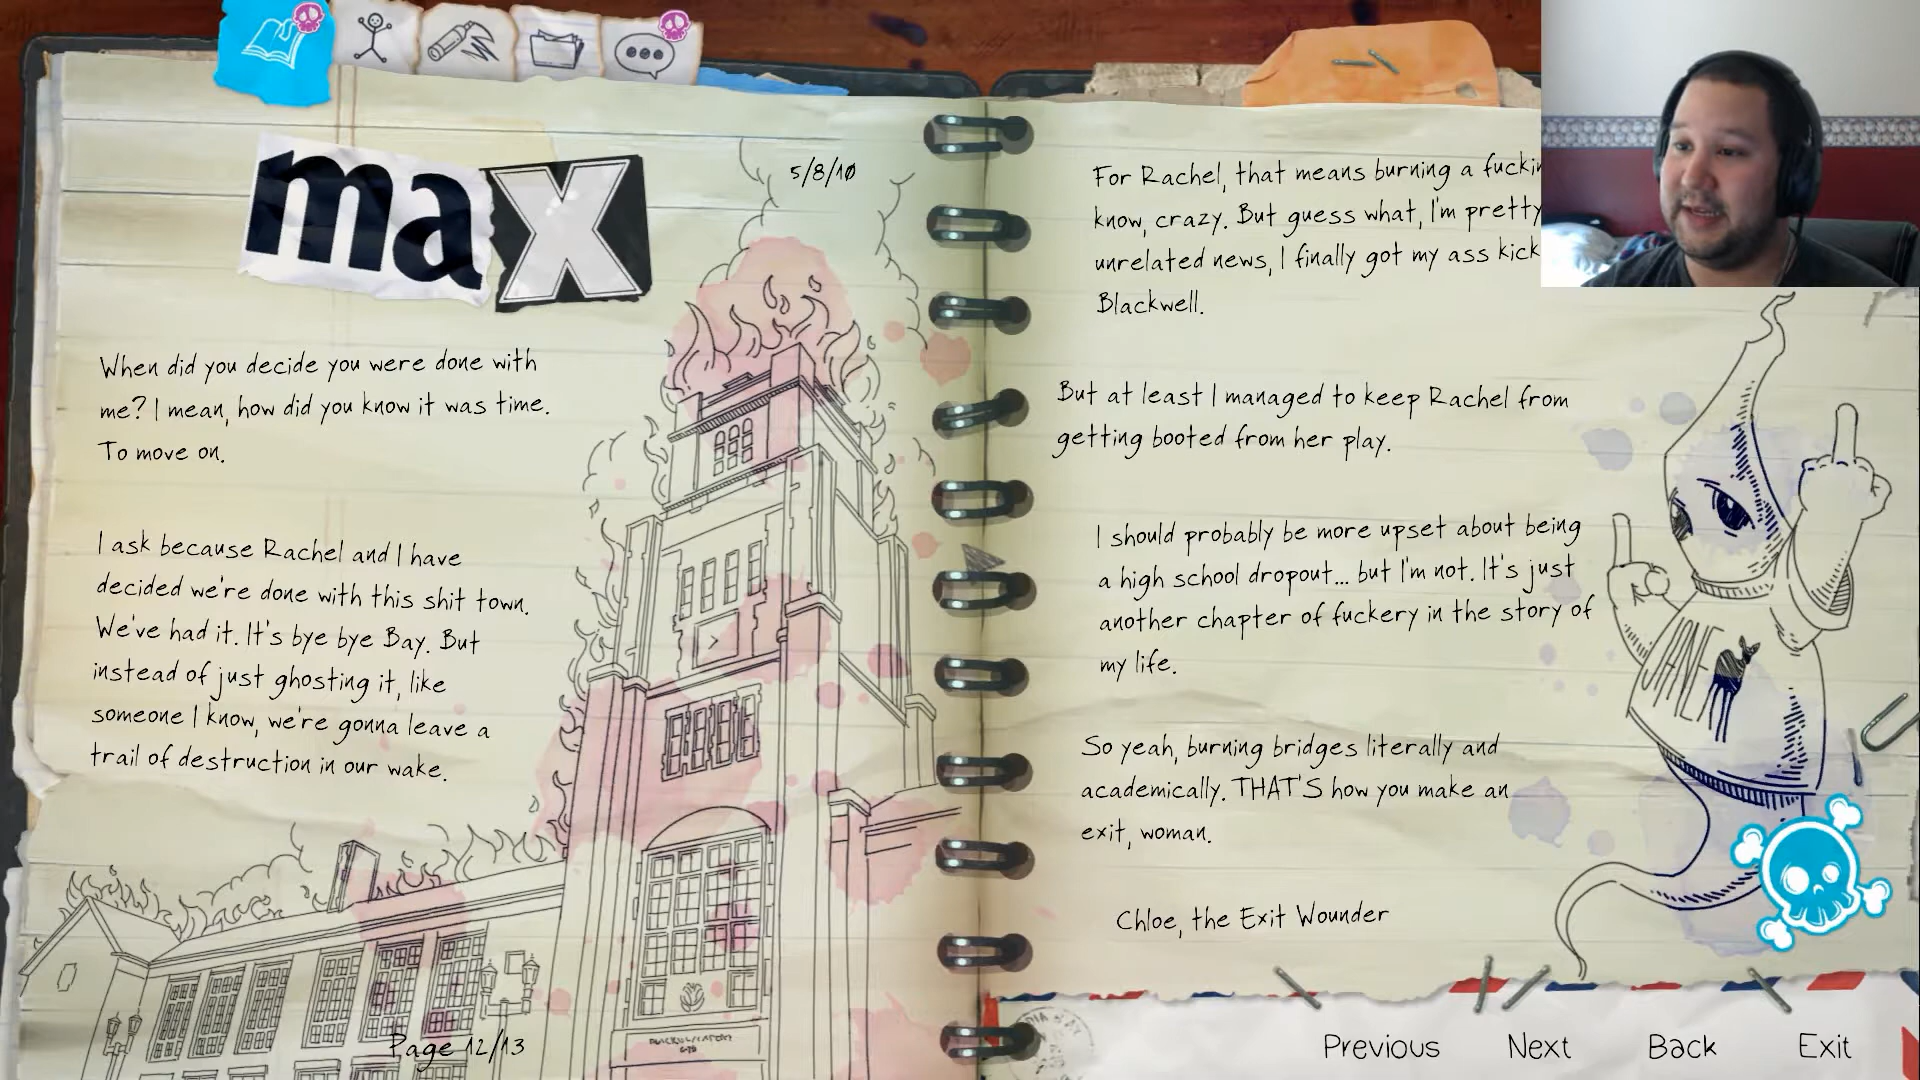 max
5/8/10
When did you decide you were done with
me? I mean, how did you know it was time.
To move on.
I ask because Rachel and I have
decided we're done with this shit town.
We've had it. It's bye bye Bay. But
instead of just ghosting it, like
someone I know, we're gonna leave a
trail of destruction in our wake.
Page 12/13
For Rachel, that means burning a fuckin
know, crazy. But guess what, I'm pretty
unrelated news, I finally got my ass kick
Blackwell.
But at least I managed to keep Rachel from
getting booted from her play.
I should probably be more upset about being
a high school dropout... but I'm not. It's just
another chapter of fuckery in the story of
my life.
So yeah, burning bridges literally and
academically. THAT'S how you make an
exit, woman.
Chloe, the Exit Wounder
JANE
Previous Next Back Exit